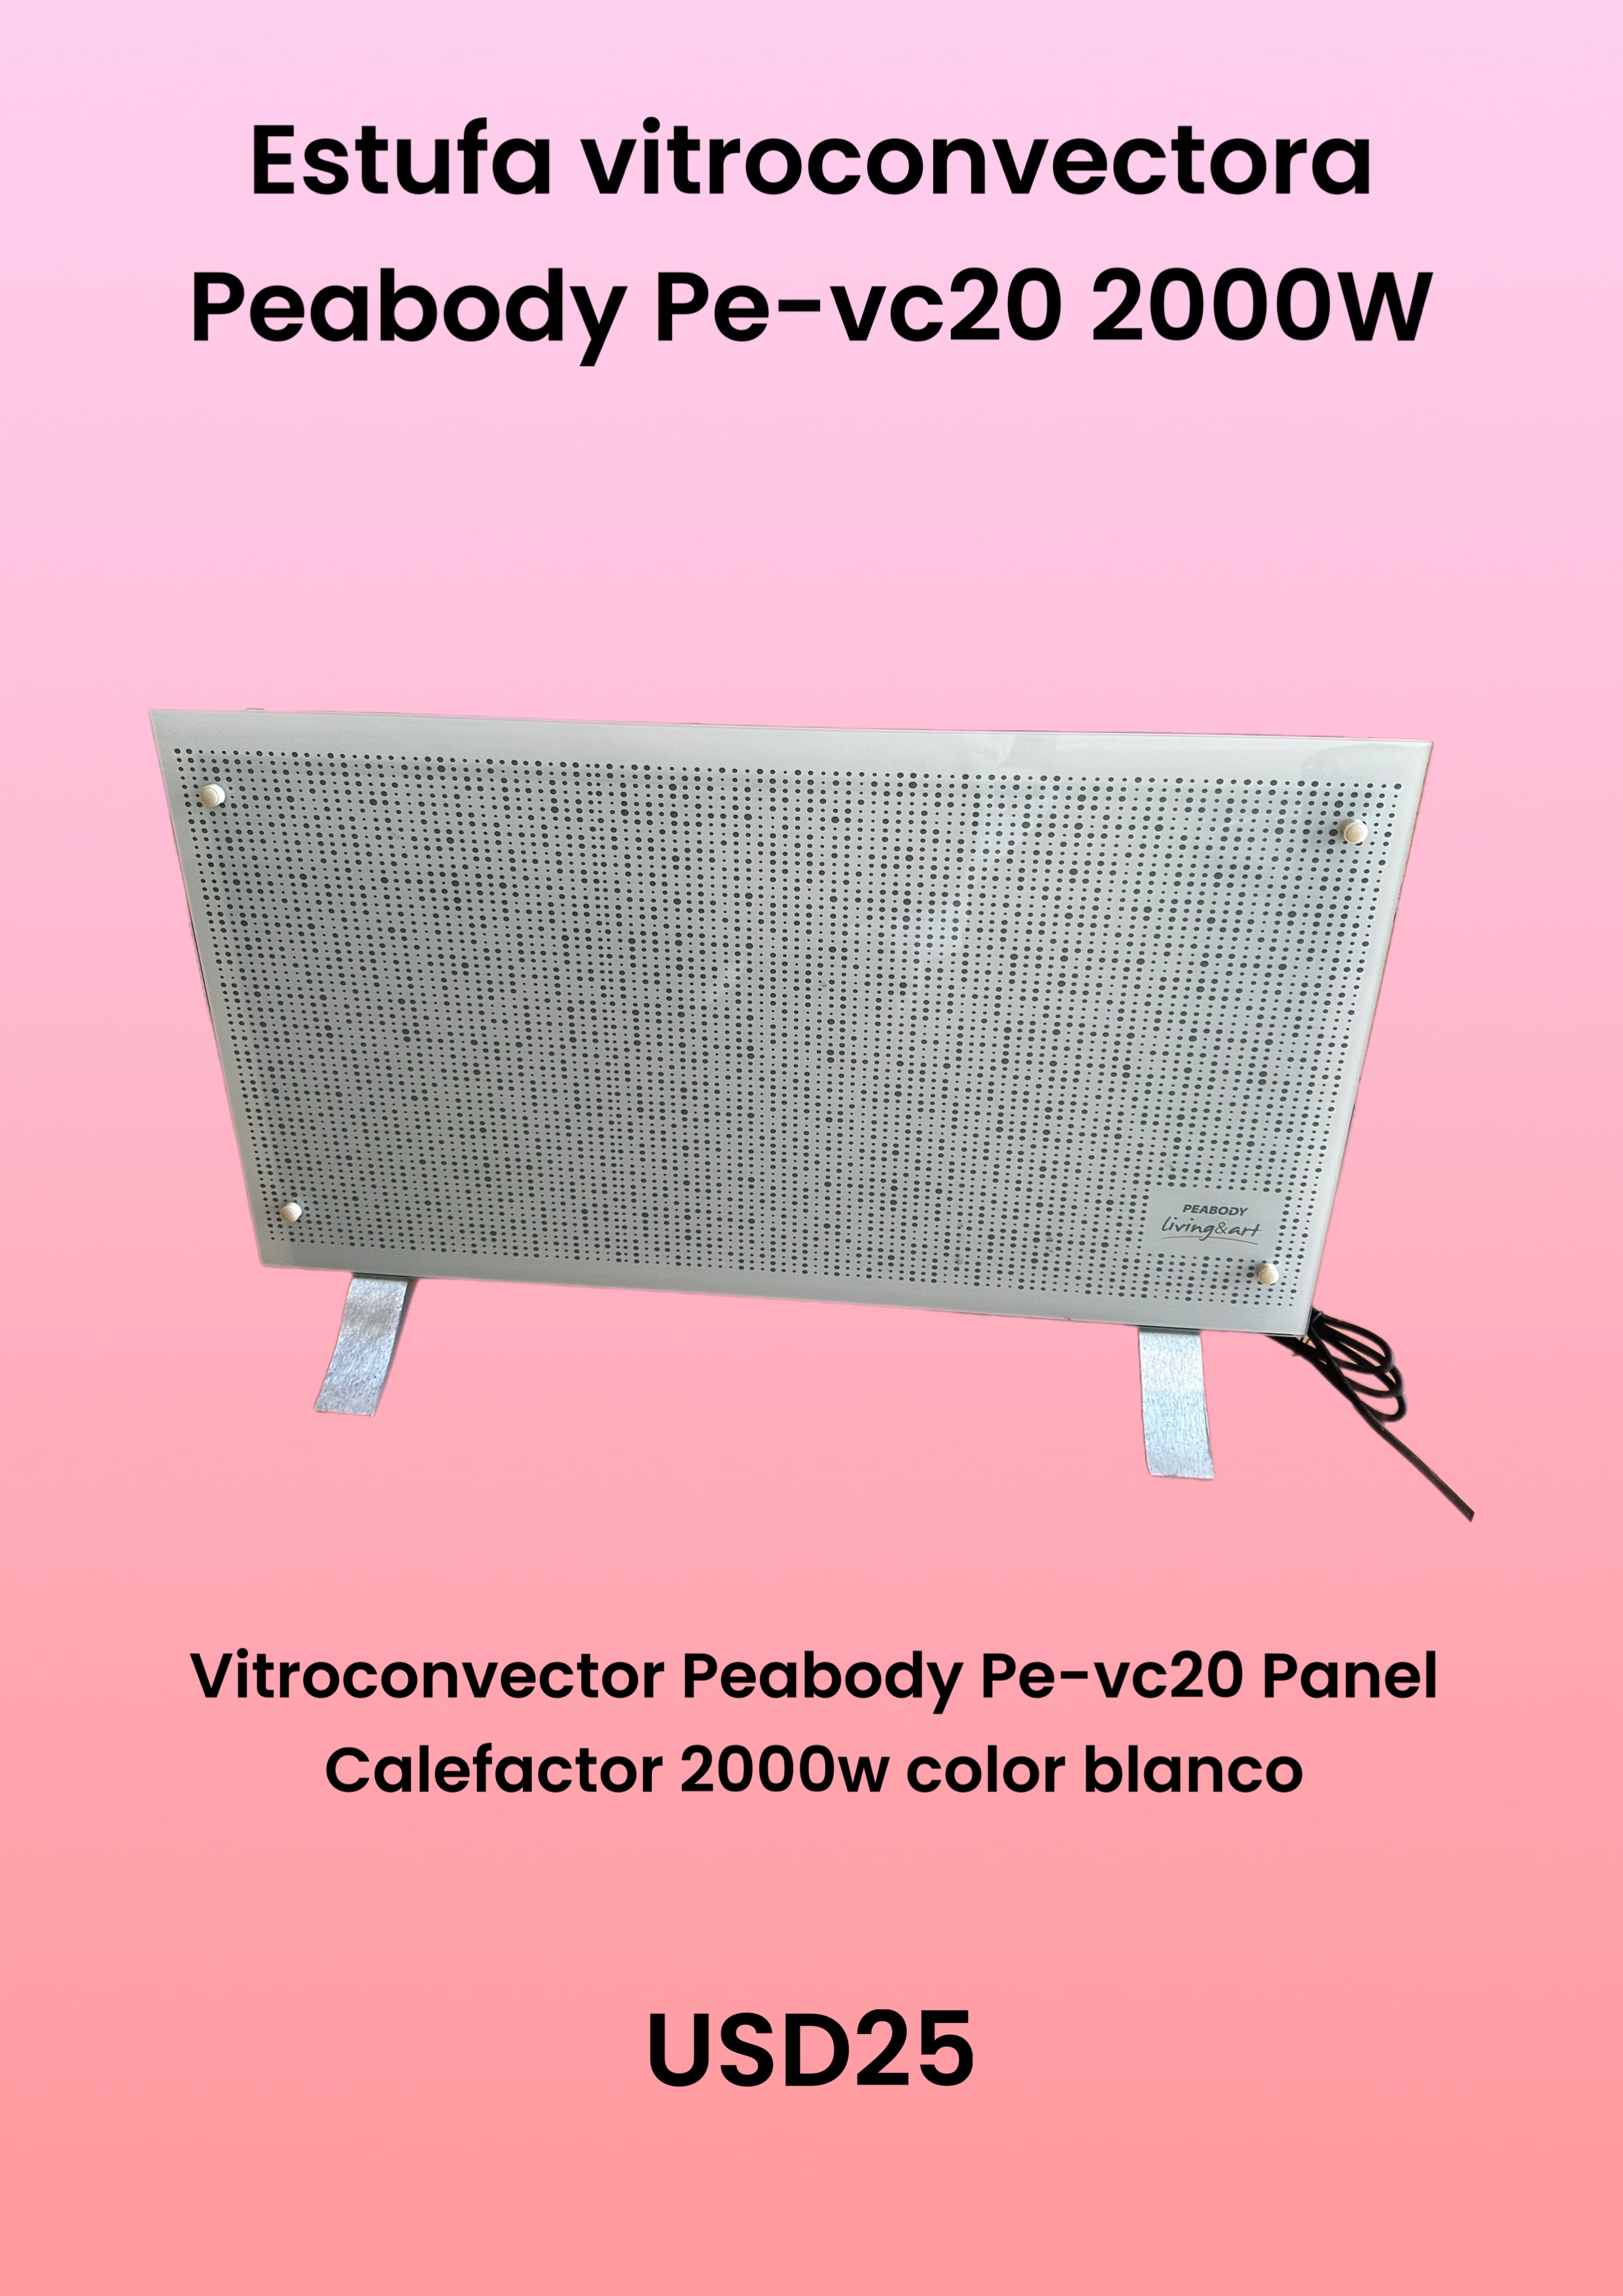 Estufa vitroconvectora
Peabody Pe-vc20 2000W
PEABODY
living&art
Vitroconvector Peabody Pe-vc20 Panel
Calefactor 2000w color blanco
USD25